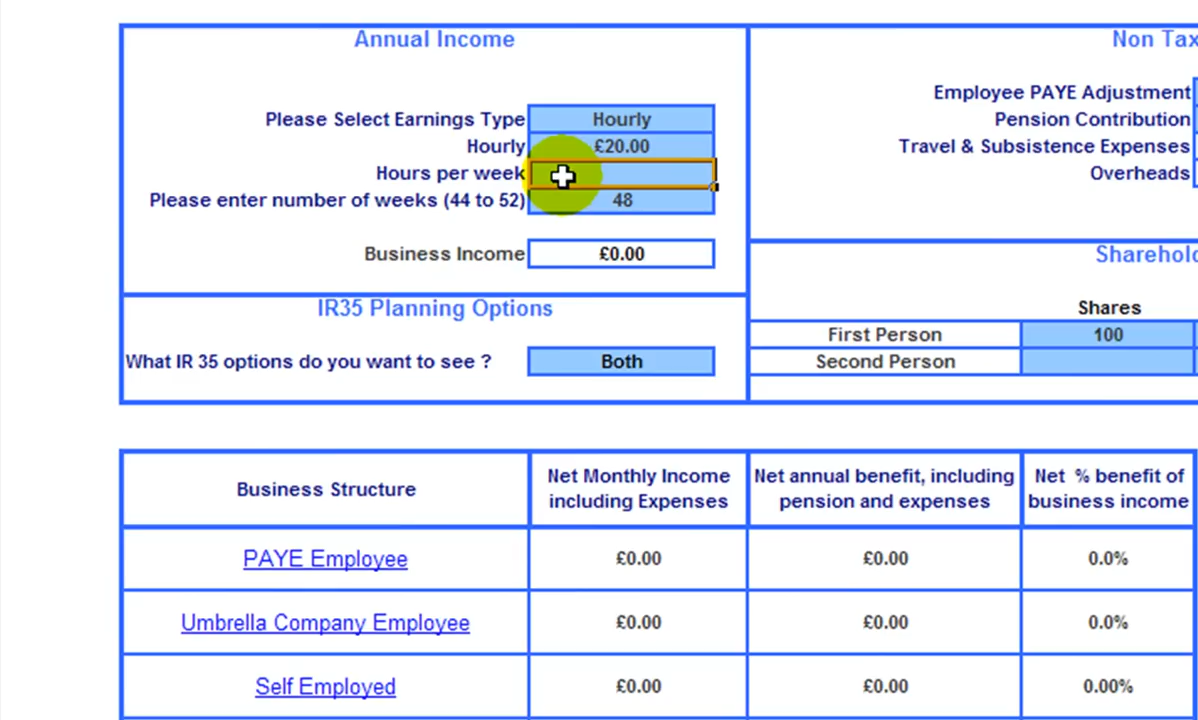 Annual Income
Please Select Earnings Type Hourly
Hourly £20.00
Hours per week
Please enter number of weeks (44 to 52) 48
Business Income £0.00
IR35 Planning Options
What IR 35 options do you want to see ? Both
Non Tax
Employee PAYE Adjustment
Pension Contribution
Travel & Subsistence Expenses
Overheads
Sharehol
Shares
First Person 100
Second Person
Business Structure
Net Monthly Income
including Expenses
Net annual benefit, including
pension and expenses
Net % benefit of
business income
PAYE Employee £0.00 £0.00 0.0%
Umbrella Company Employee £0.00 £0.00 0.0%
Self Employed £0.00 £0.00 0.00%